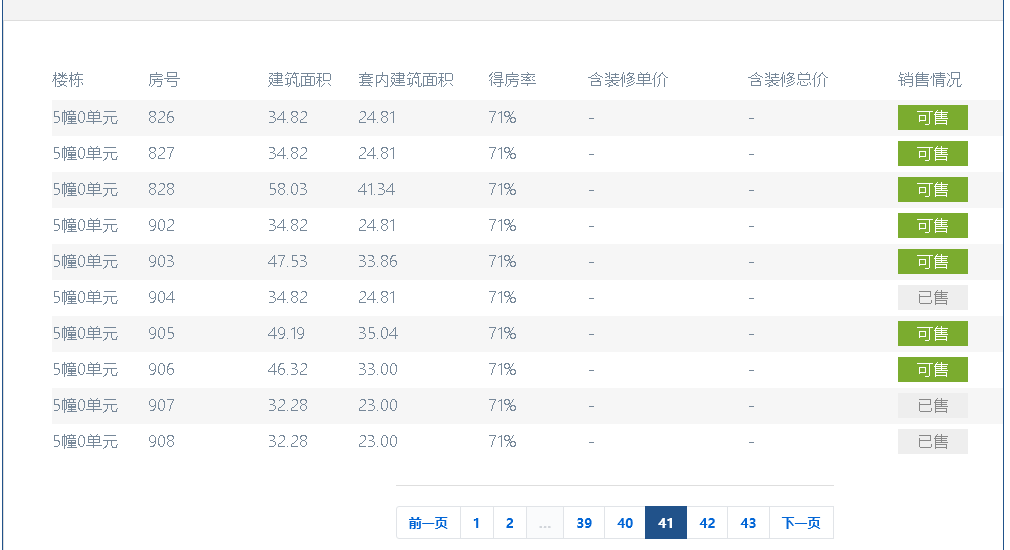 楼栋 房号 建筑面积 套内建筑面积 得房率 含装修单价 含装修总价 销售情况
5幢0单元 826 34.82 24.81 71% - - 可售
5幢0单元 827 34.82 24.81 71% - - 可售
5幢0单元 828 58.03 41.34 71% - - 可售
5幢0单元 902 34.82 24.81 71% - - 可售
5幢0单元 903 47.53 33.86 71% - - 可售
5幢0单元 904 34.82 24.81 71% - - 已售
5幢0单元 905 49.19 35.04 71% - - 可售
5幢0单元 906 46.32 33.00 71% - - 可售
5幢0单元 907 32.28 23.00 71% - - 已售
5幢0单元 908 32.28 23.00 71% - - 已售
前一页 1 2 ... 39 40 41 42 43 下一页